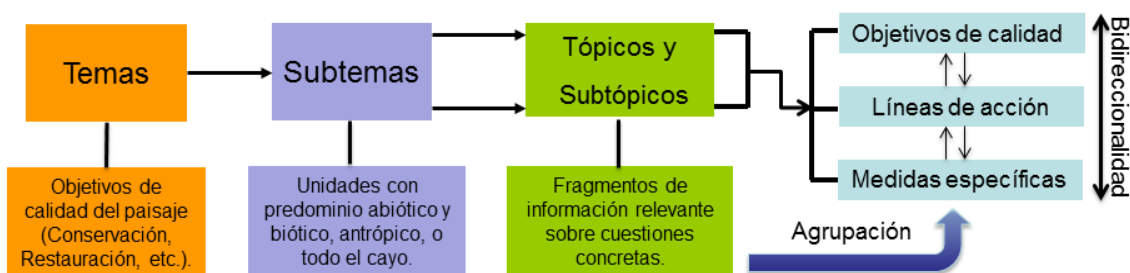 Temas
Subtemas
Tópicos y
Subtópicos
Objetivos de calidad
Líneas de acción
Medidas específicas
Bidireccionalidad
Objetivos de
calidad del paisaje
(Conservación,
Restauración, etc.).
Unidades con
predominio abiótico y
biótico, antrópico, o
todo el cayo.
Fragmentos de
información relevante
sobre cuestiones
concretas.
Agrupación